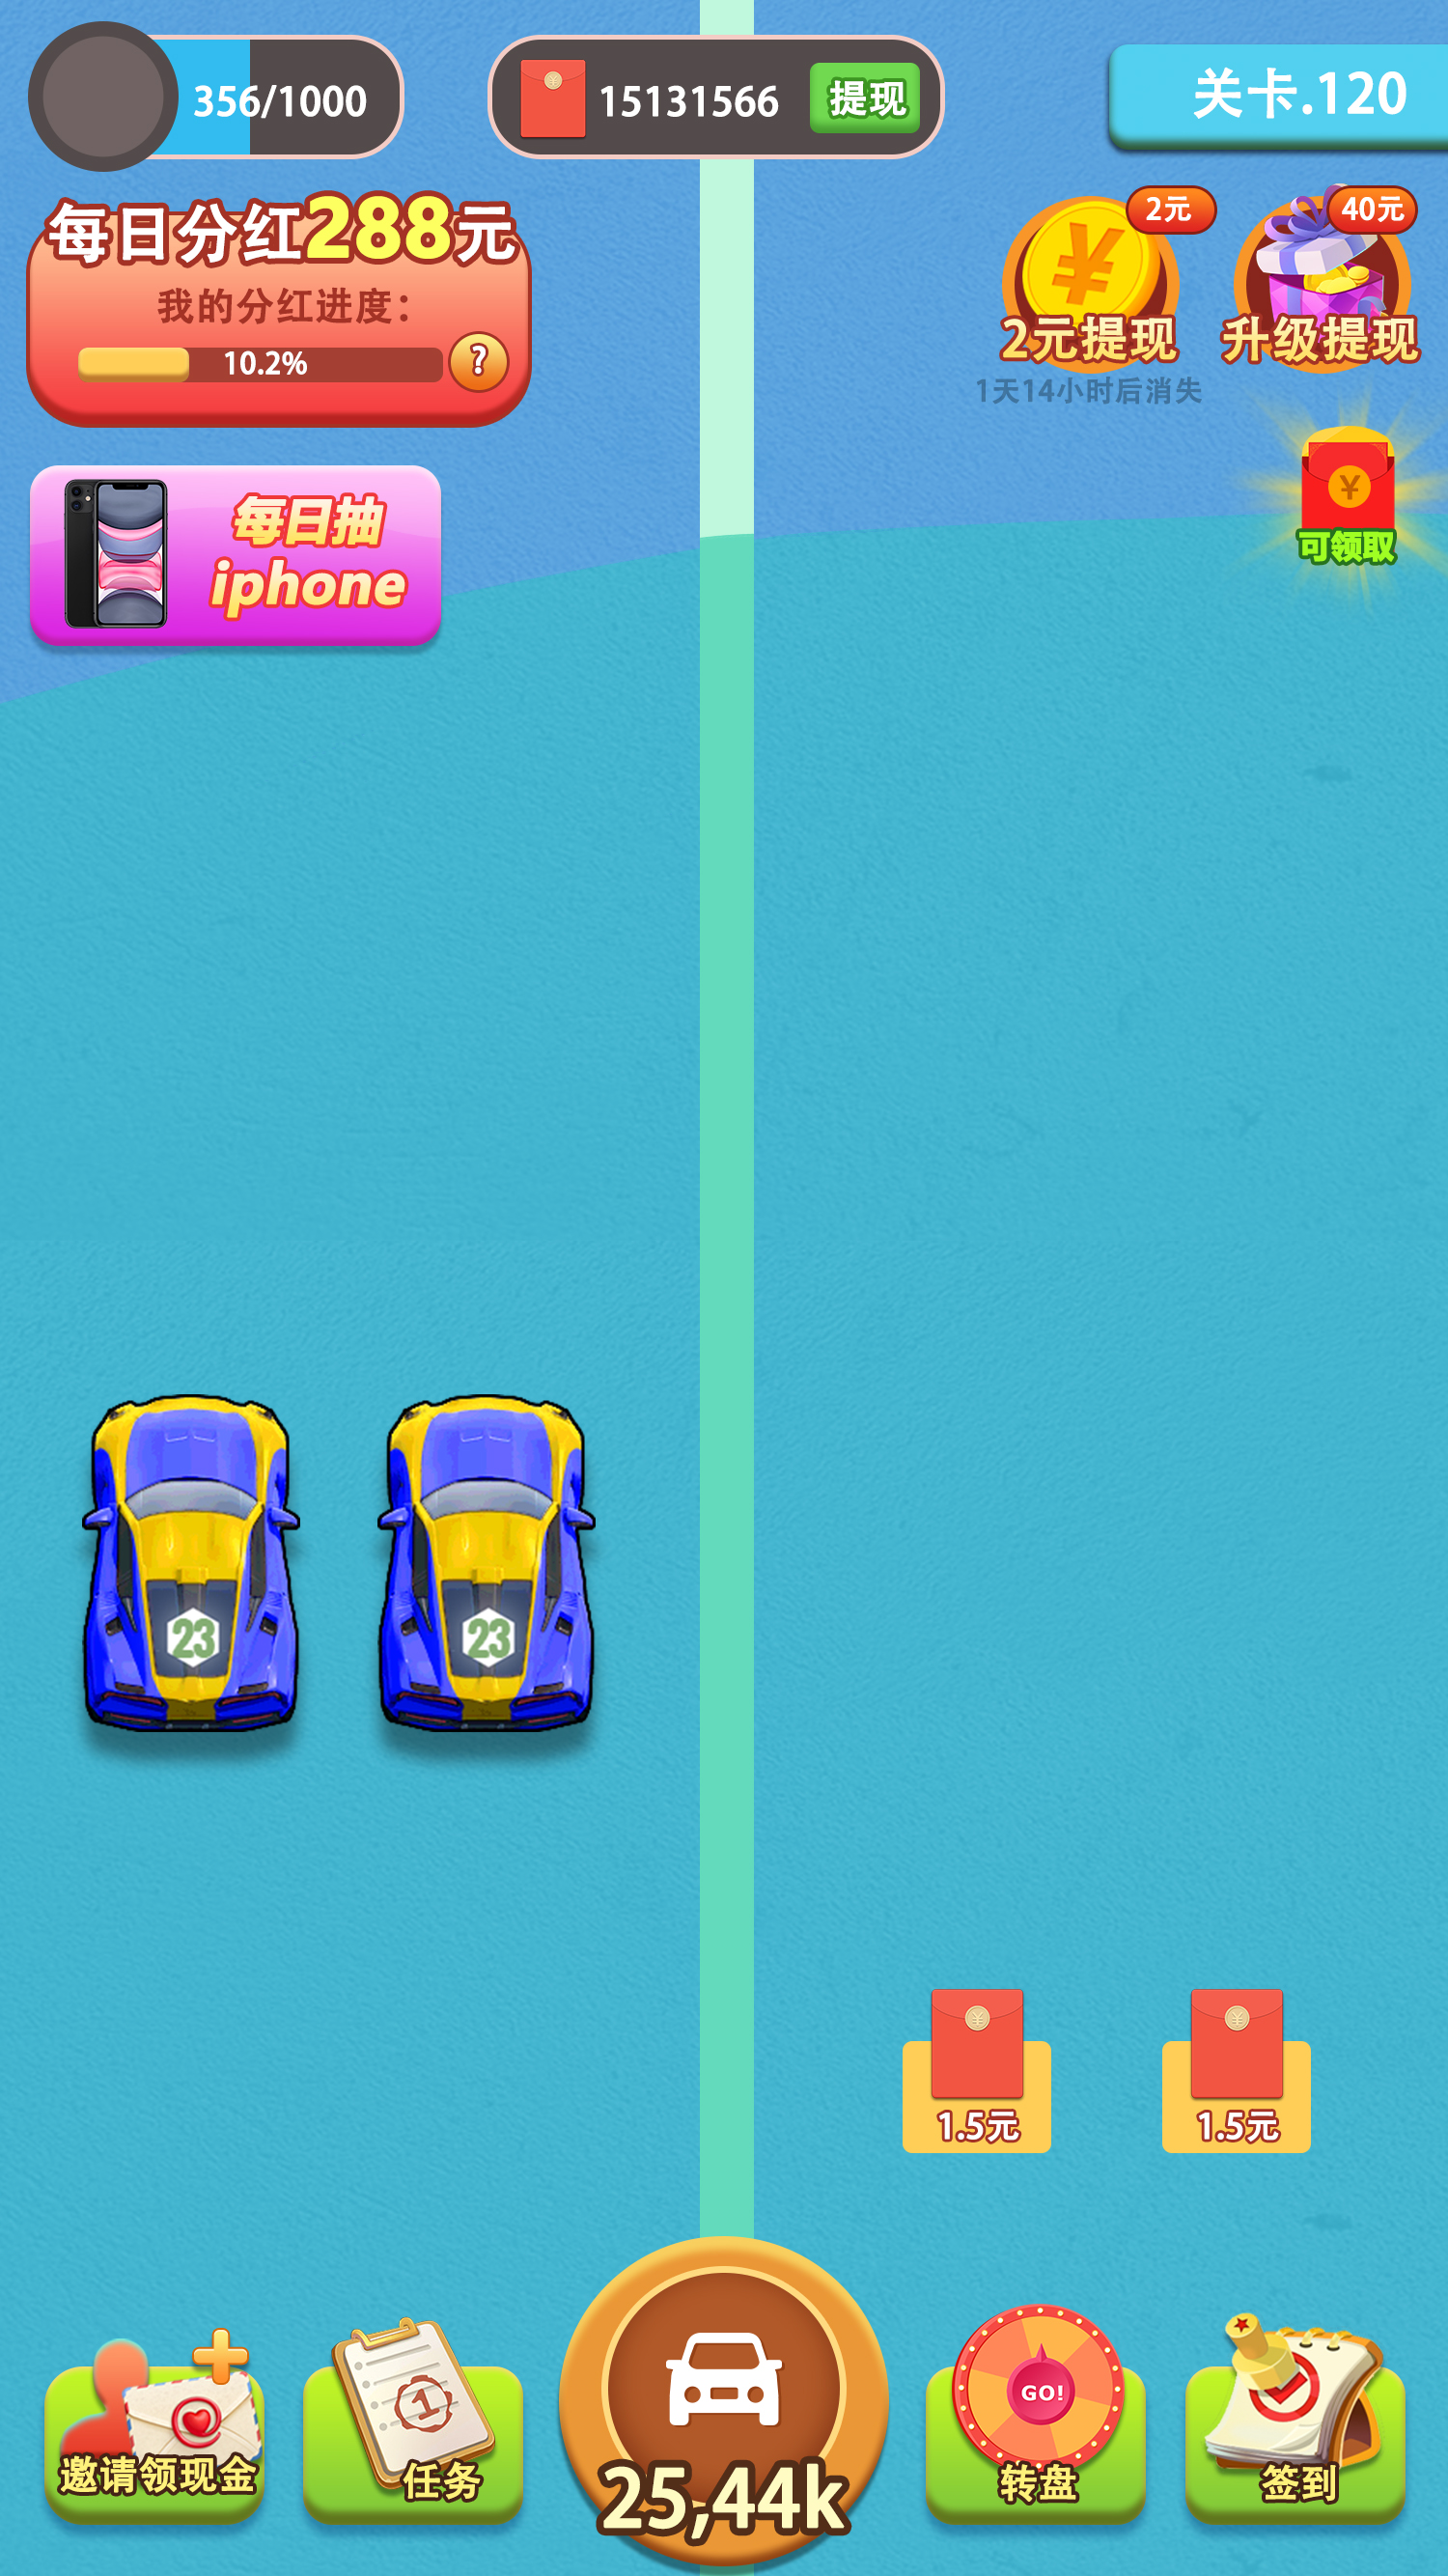 356/1000
15131566
提现
关卡.120
每日分红288元
我的分红进度：
10.2%
?
2元
2元提现
1天14小时后消失
40元
升级提现
¥
可领取
每日抽
iphone
23
23
1.5元
1.5元
邀请领现金
1
任务
25,44k
GO!
转盘
签到